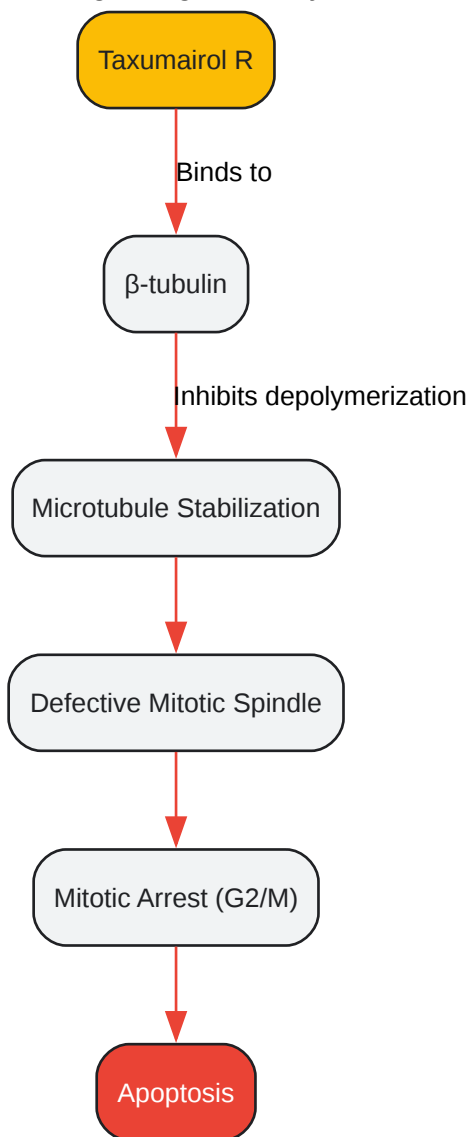 Taxumairol R
Binds to
β-tubulin
Inhibits depolymerization
Microtubule Stabilization
Defective Mitotic Spindle
Mitotic Arrest (G2/M)
Apoptosis